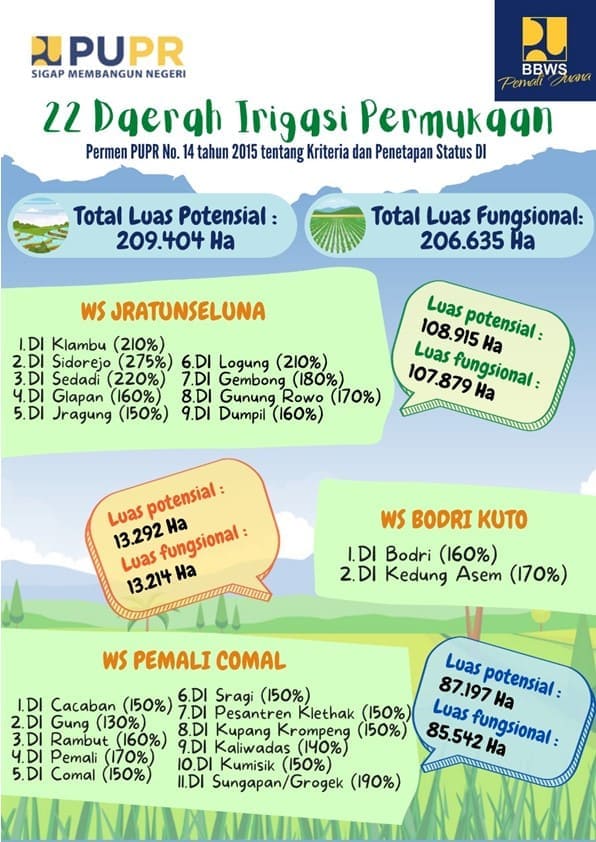 PUPR
SIGAP MEMBANGUN NEGERI
BBWS
Pemali Juana
22 Daerah Irigasi Permukaan
Permen PUPR No. 14 tahun 2015 tentang Kriteria dan Penetapan Status DI
Total Luas Potensial :
209.404 Ha
Total Luas Fungsional:
206.635 Ha
WS JRATUNSELUNA
1.DI Klambu (210%)
2.DI Sidorejo (275%)
3.DI Sedadi (220%)
4.DI Glapan (160%)
5.DI Jragung (150%)
6.DI Logung (210%)
7.DI Gembong (180%)
8.DI Gunung Rowo (170%)
9.DI Dumpil (160%)
Luas potensial :
108.915 Ha
Luas fungsional :
107.879 Ha
Luas potensial :
13.292 Ha
Luas fungsional :
13.214 Ha
WS BODRI KUTO
1.DI Bodri (160%)
2.DI Kedung Asem (170%)
WS PEMALI COMAL
1.DI Cacaban (150%)
2.DI Gung (130%)
3.DI Rambut (160%)
4.DI Pemali (170%)
5.DI Comal (150%)
6.DI Sragi (150%)
7.DI Pesantren Klethak (150%)
8.DI Kupang Krompeng (150%)
9.DI Kaliwadas (140%)
10.DI Kumisik (150%)
11.DI Sungapan/Grogek (190%)
Luas potensial :
87.197 Ha
Luas fungsional :
85.542 Ha